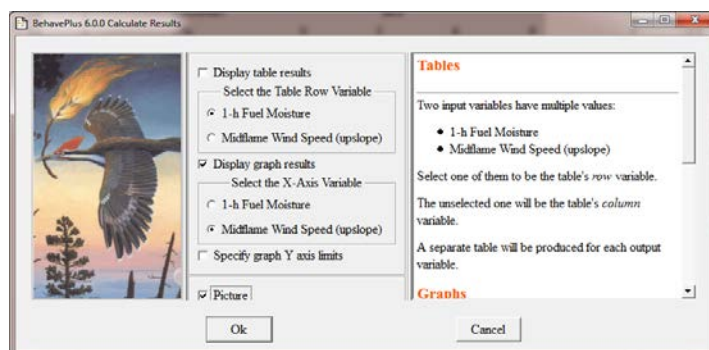 BehavePlus 6.0.0 Calculate Results
Display table results
Select the Table Row Variable
1-h Fuel Moisture
Midflame Wind Speed (upslope)
Display graph results
Select the X-Axis Variable
1-h Fuel Moisture
Midflame Wind Speed (upslope)
Specify graph Y axis limits
Picture
Tables
Two input variables have multiple values:
1-h Fuel Moisture
Midflame Wind Speed (upslope)
Select one of them to be the table's row variable.
The unselected one will be the table's column
variable.
A separate table will be produced for each output
variable.
Graphs
Ok
Cancel